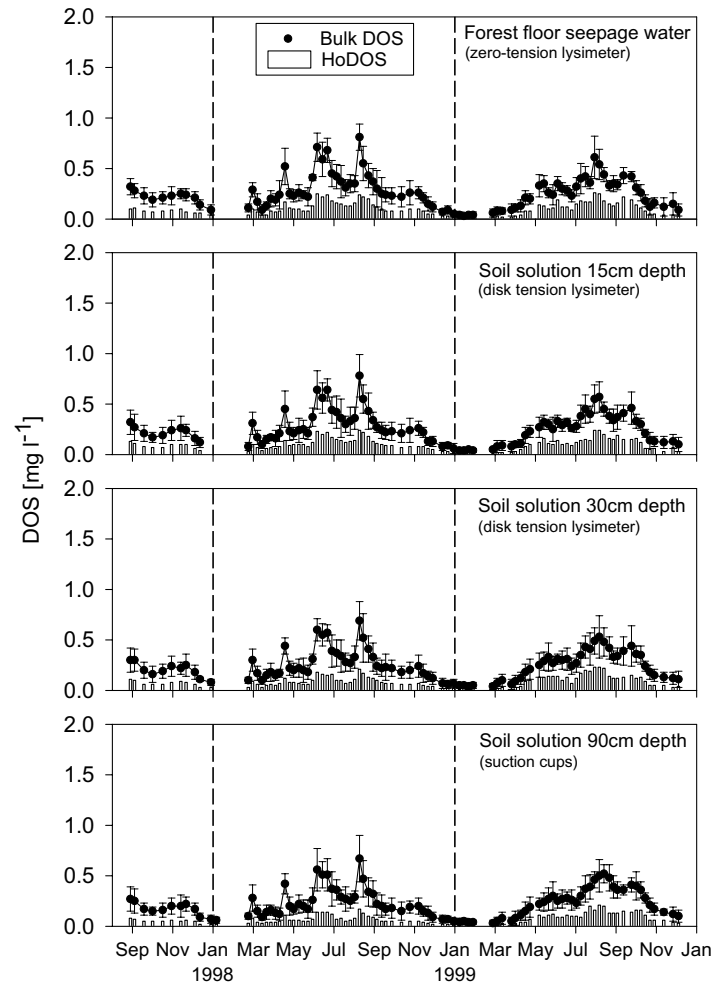 Bulk DOS
HoDOS
Forest floor seepage water
(zero-tension lysimeter)
2.0
1.5
1.0
0.5
0.0
Soil solution 15cm depth
(disk tension lysimeter)
2.0
1.5
1.0
0.5
0.0
DOS [mg l⁻¹]
Soil solution 30cm depth
(disk tension lysimeter)
2.0
1.5
1.0
0.5
0.0
Soil solution 90cm depth
(suction cups)
2.0
1.5
1.0
0.5
0.0
Sep Nov Jan Mar May Jul Sep Nov Jan Mar May Jul Sep Nov Jan
1998 1999